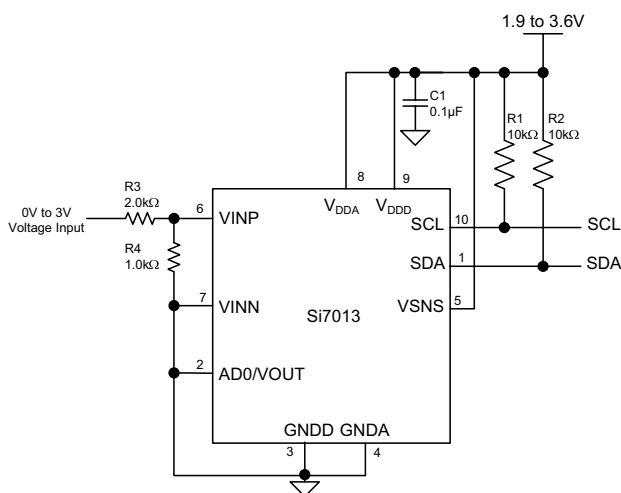 1.9 to 3.6V
C1
0.1µF
R1
10kΩ
R2
10kΩ
8
9
R3
2.0kΩ
0V to 3V
Voltage Input
6
VINP
VDDA
VDDD
SCL
10
SCL
R4
1.0kΩ
SDA
1
SDA
7
VINN
Si7013
VSNS
5
2
AD0/VOUT
GNDD
GNDA
3
4